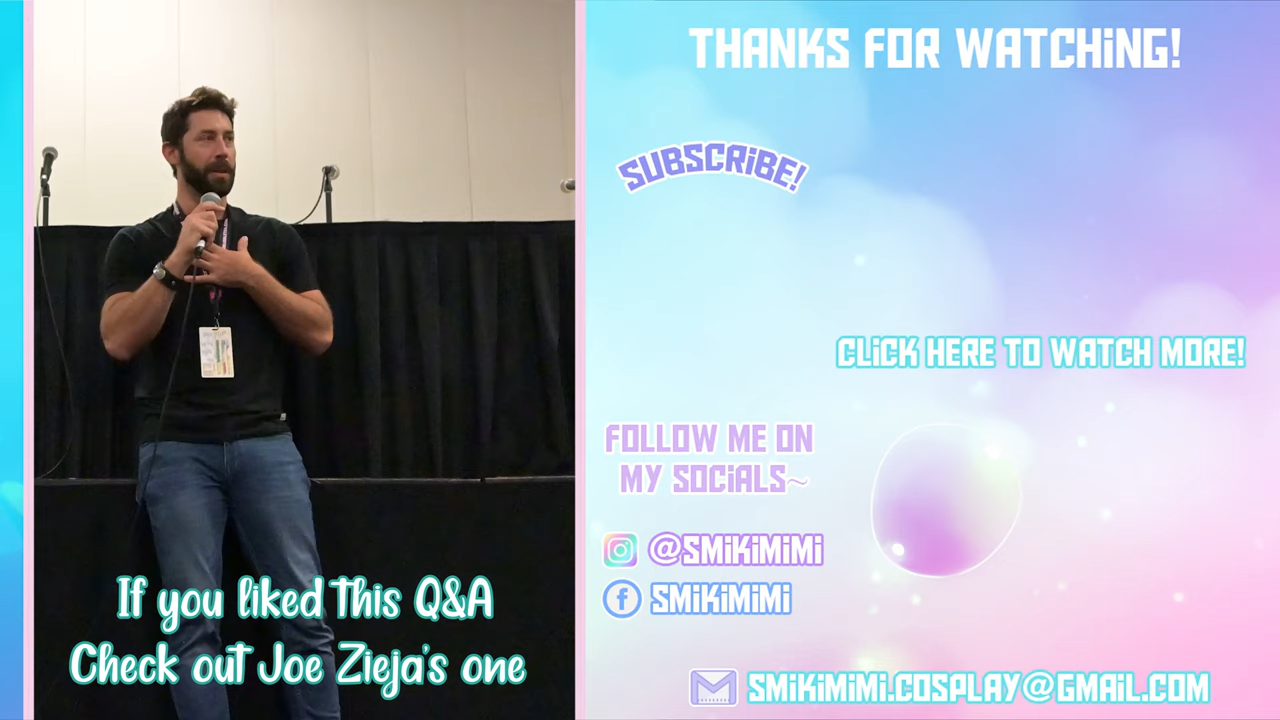 THANKS FOR WATCHING!
SUBSCRIBE!
CLICK HERE TO WATCH MORE!
FOLLOW ME ON
MY SOCIALS~
@SMIKIMIMI
SMIKIMIMI
If you liked this Q&A
Check out Joe Zieja's one
SMIKIMIMI.COSPLAY@GMAIL.COM